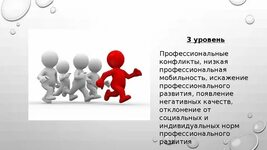 3 уровень
Профессиональные
конфликты, низкая
профессиональная
мобильность, искажение
профессионального
развития, появление
негативных качеств,
отклонение от
социальных и
индивидуальных норм
профессионального
развития